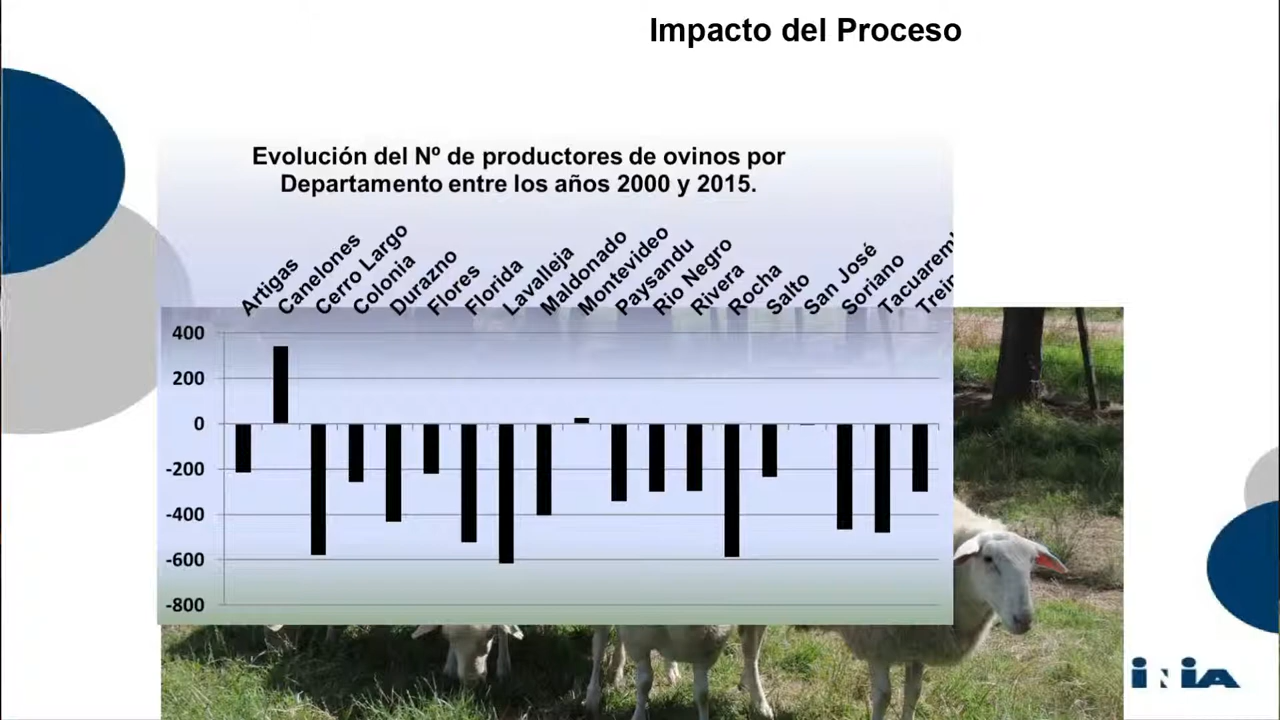 Impacto del Proceso
Evolución del Nº de productores de ovinos por
Departamento entre los años 2000 y 2015.
Artigas
Canelones
Cerro Largo
Colonia
Durazno
Flores
Florida
Lavalleja
Maldonado
Montevideo
Paysandu
Rio Negro
Rivera
Rocha
Salto
San José
Soriano
400
200
0
-200
-400
-600
-800
INIA